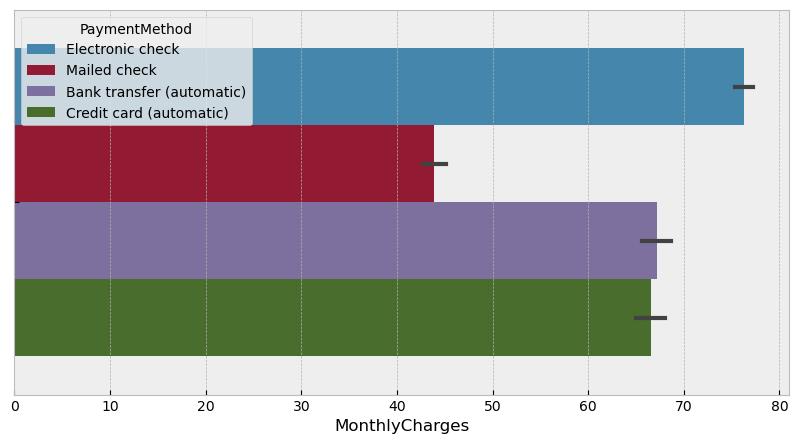 PaymentMethod
Electronic check
Mailed check
Bank transfer (automatic)
Credit card (automatic)
0 10 20 30 40 50 60 70 80
MonthlyCharges